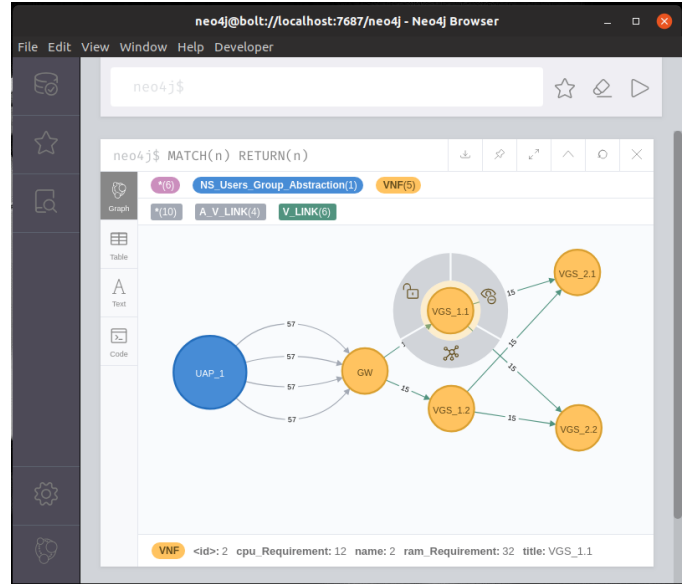 neo4j@bolt://localhost:7687/neo4j - Neo4j Browser
File Edit View Window Help Developer
neo4j$
neo4j$ MATCH(n) RETURN(n)
*(6) NS_Users_Group_Abstraction(1) VNF(5)
*(10) A_V_LINK(4) V_LINK(6)
Graph
Table
A
Text
Code
57
57
57
57
UAP_1
GW
VGS_1.1
VGS_2.1
15
15
15
15
15
VGS_1.2
VGS_2.2
VNF <id>: 2 cpu_Requirement: 12 name: 2 ram_Requirement: 32 title: VGS_1.1